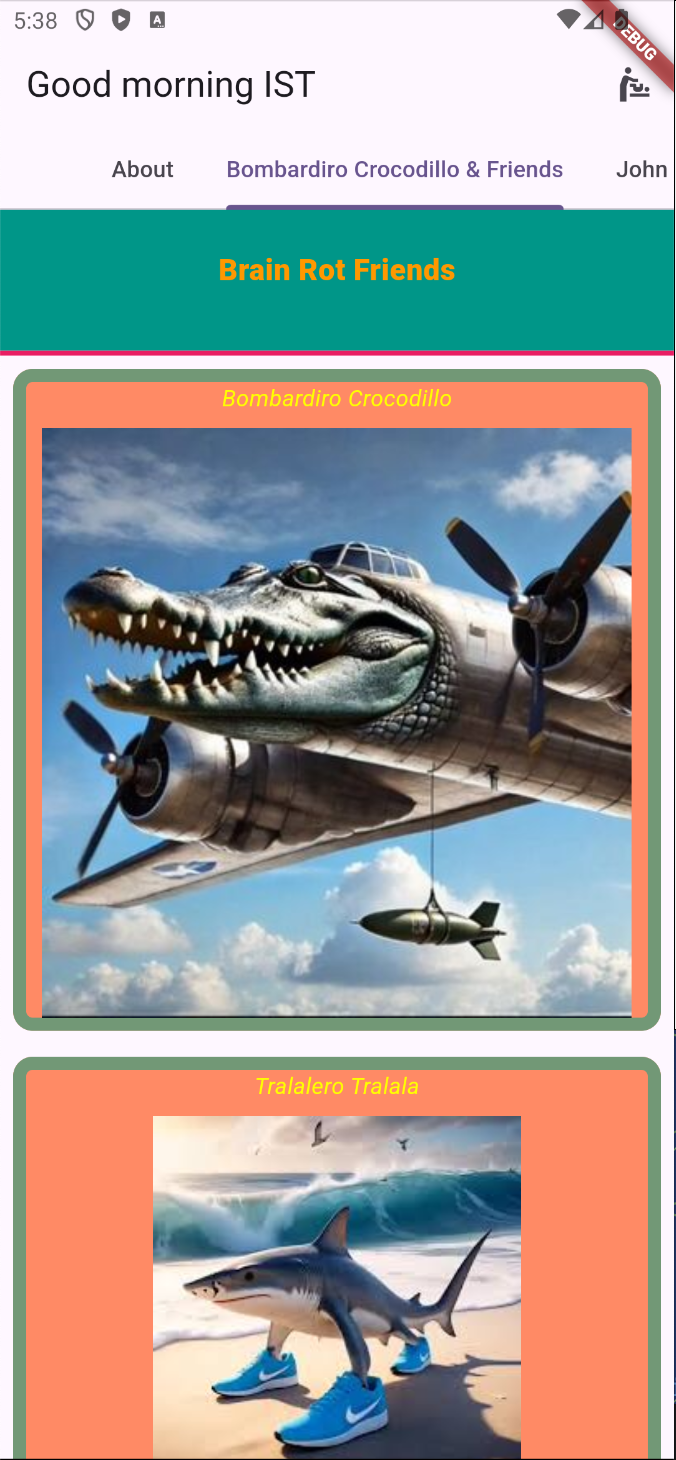 5:38
A
DEBUG
Good morning IST
About
Bombardiro Crocodillo & Friends
John
Brain Rot Friends
Bombardiro Crocodillo
Tralalero Tralala